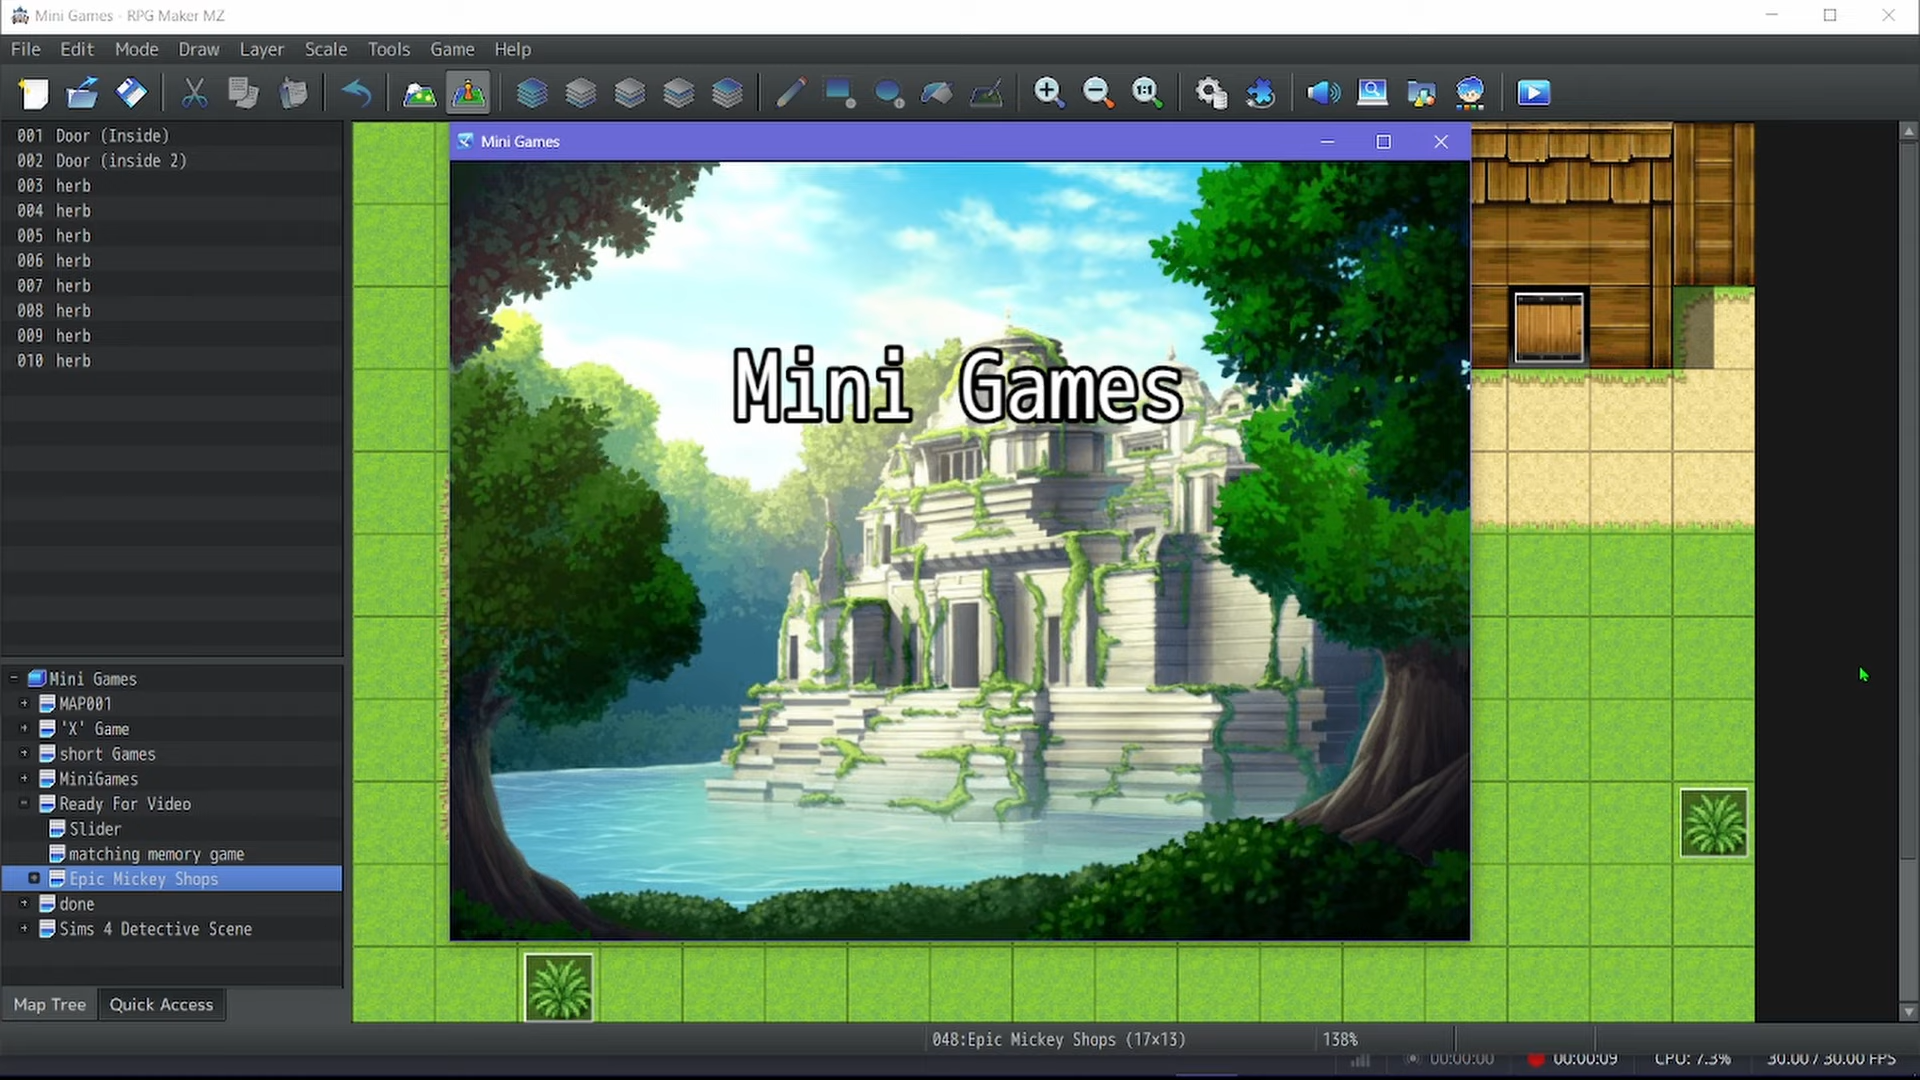 Mini Games - RPG Maker MZ
File Edit Mode Draw Layer Scale Tools Game Help
1:1
001 Door (Inside)
002 Door (inside 2)
003 herb
004 herb
005 herb
006 herb
007 herb
008 herb
009 herb
010 herb
Mini Games
Mini Games
Mini Games
MAP001
'X' Game
short Games
MiniGames
Ready For Video
Slider
matching memory game
Epic Mickey Shops
done
Sims 4 Detective Scene
Map Tree Quick Access
048:Epic Mickey Shops (17×13) 138%
00:00:00 00:00:09 CPU: 7.3% 30.00 / 30.00 FPS